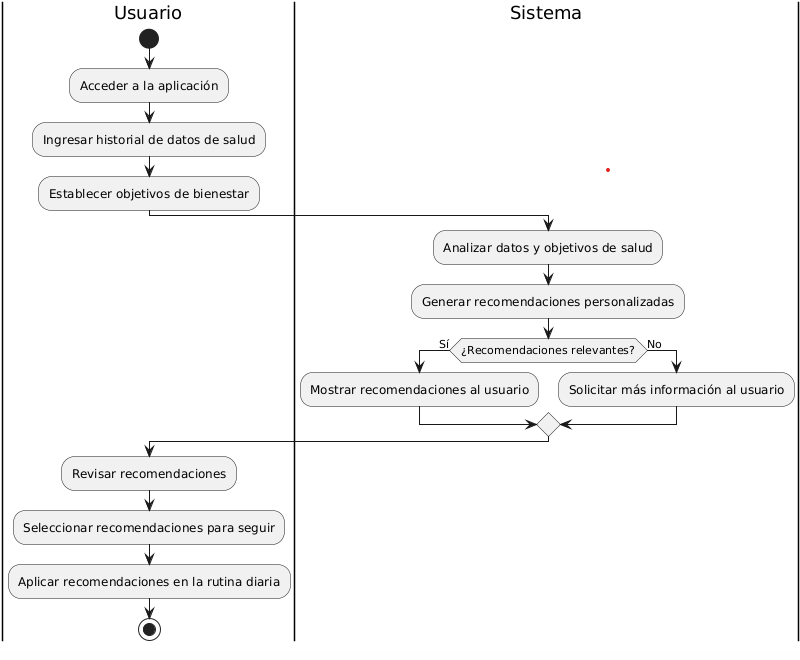 Usuario
Sistema
Acceder a la aplicación
Ingresar historial de datos de salud
Establecer objetivos de bienestar
Analizar datos y objetivos de salud
Generar recomendaciones personalizadas
Sí
¿Recomendaciones relevantes?
No
Mostrar recomendaciones al usuario
Solicitar más información al usuario
Revisar recomendaciones
Seleccionar recomendaciones para seguir
Aplicar recomendaciones en la rutina diaria